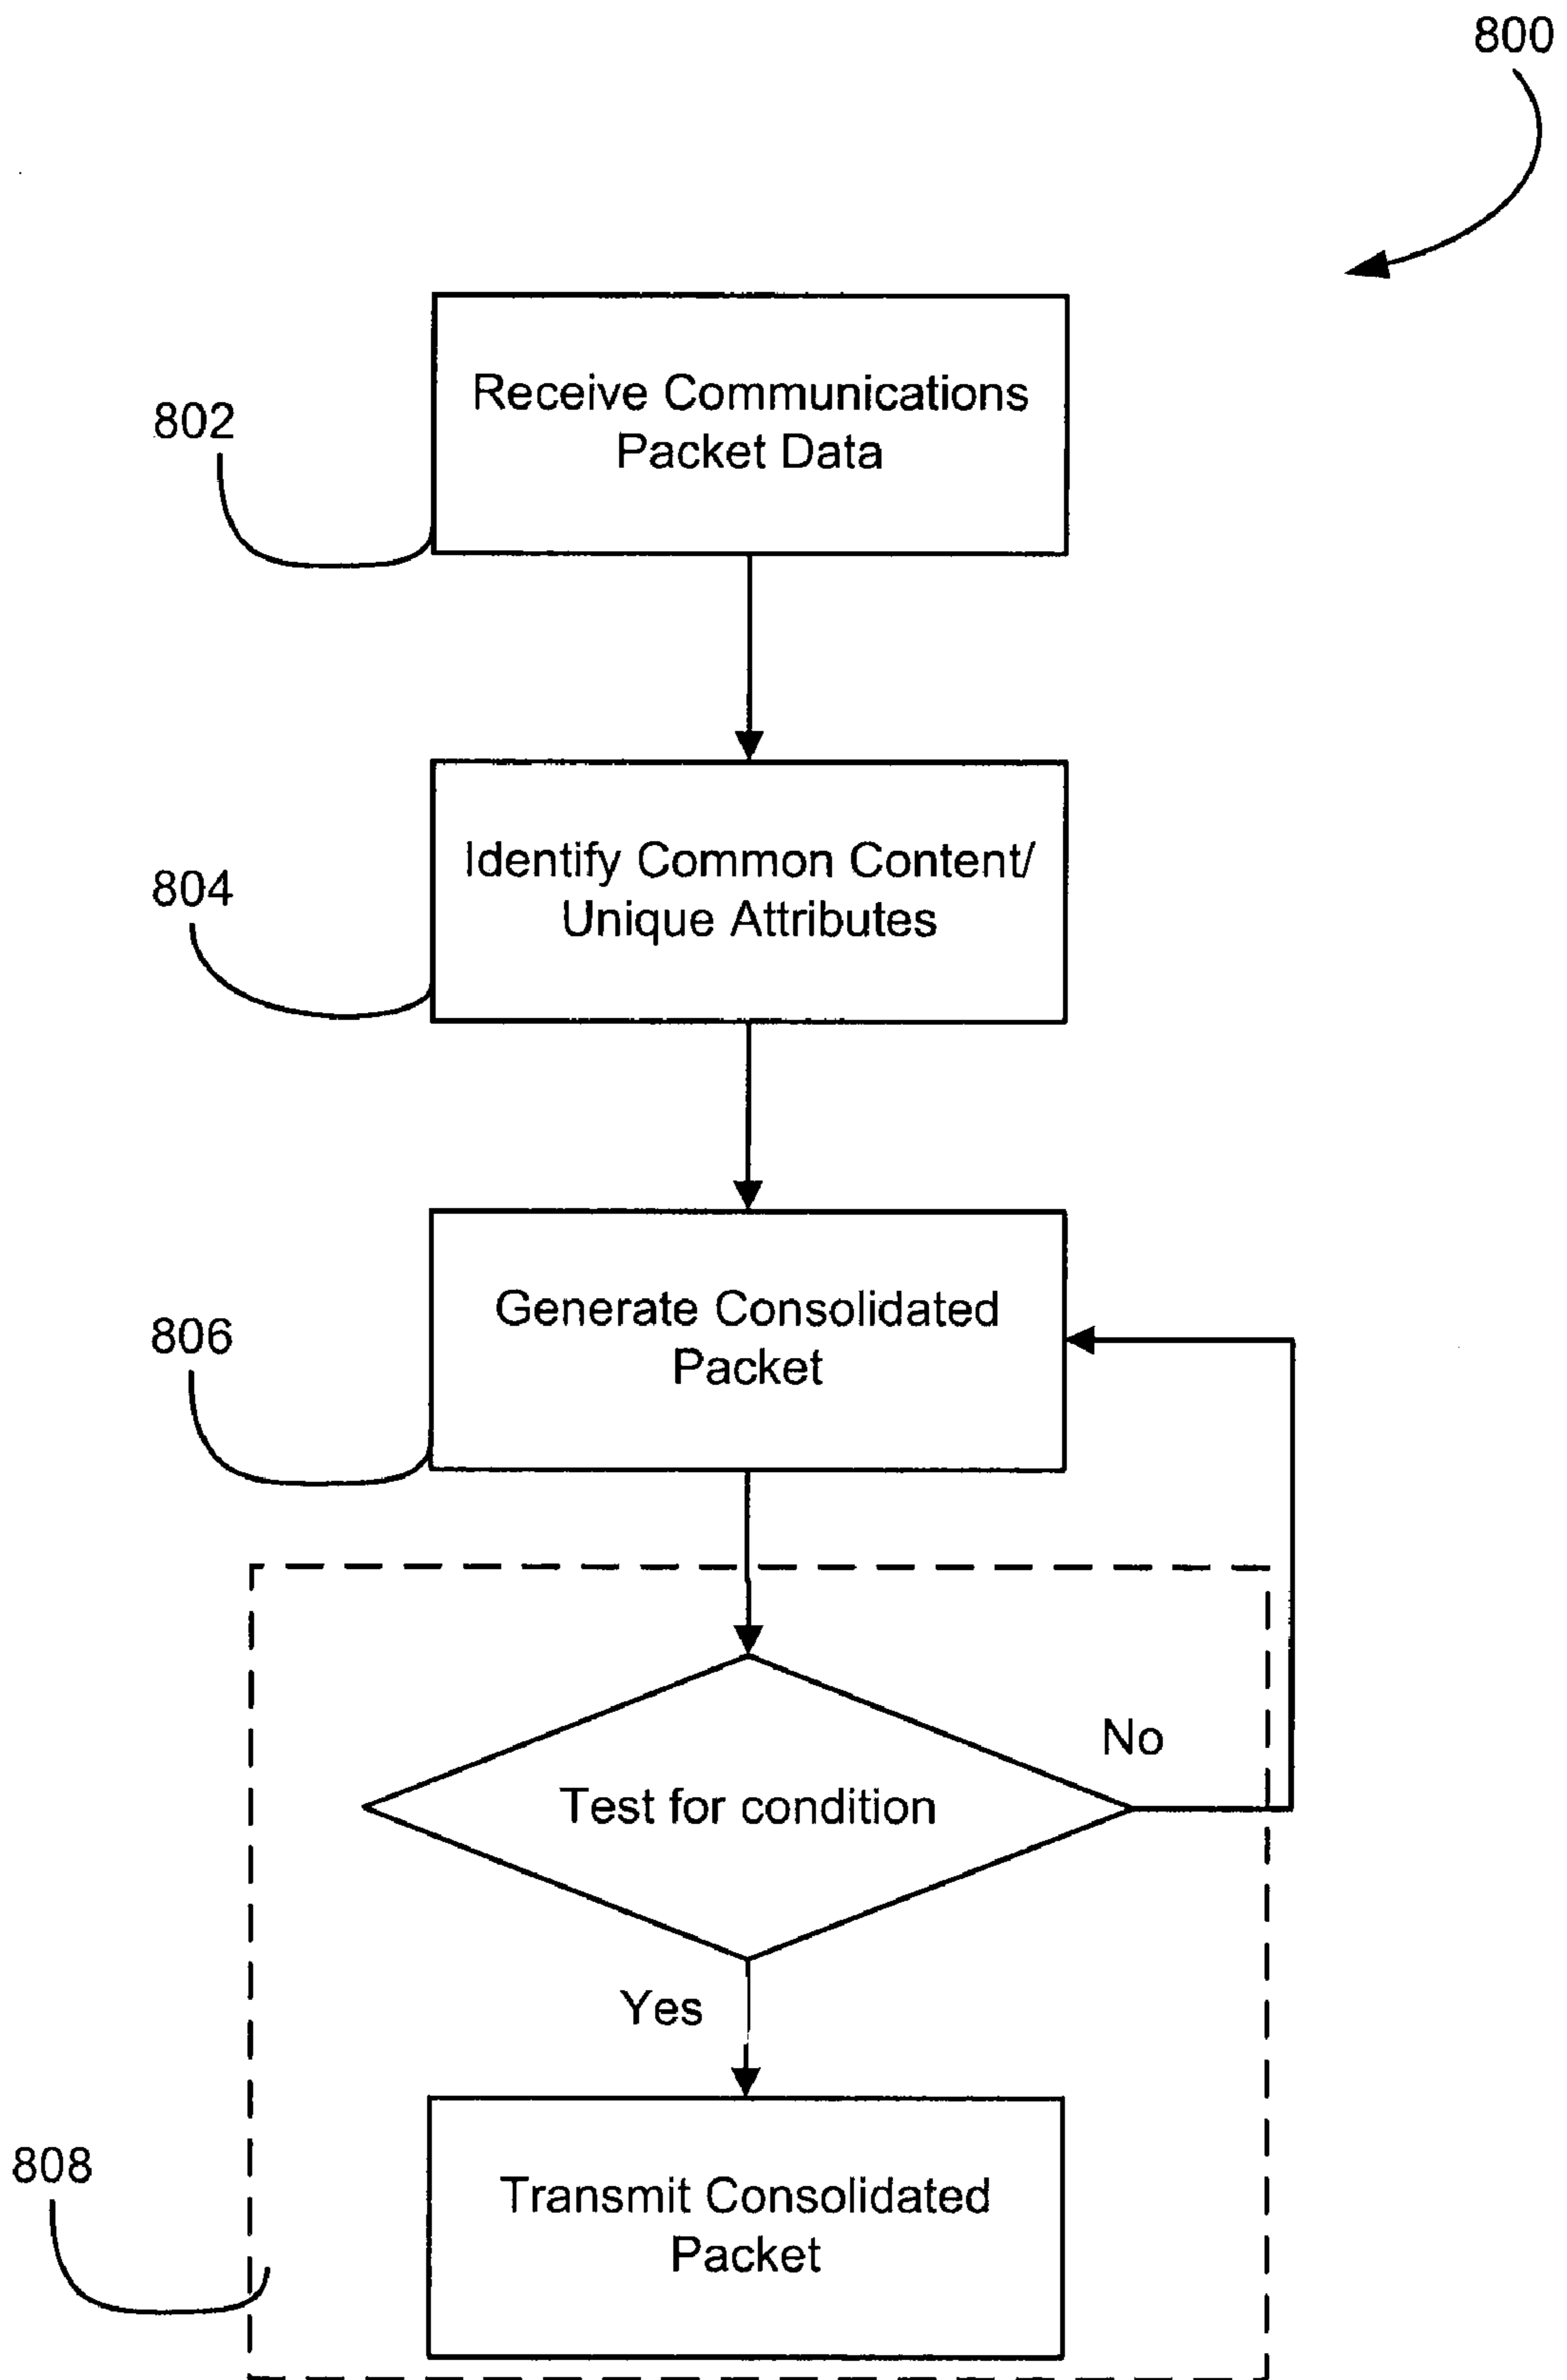 800
Receive Communications
Packet Data
802
Identify Common Content/
Unique Attributes
804
Generate Consolidated
Packet
806
No
Test for condition
Yes
808
Transmit Consolidated
Packet